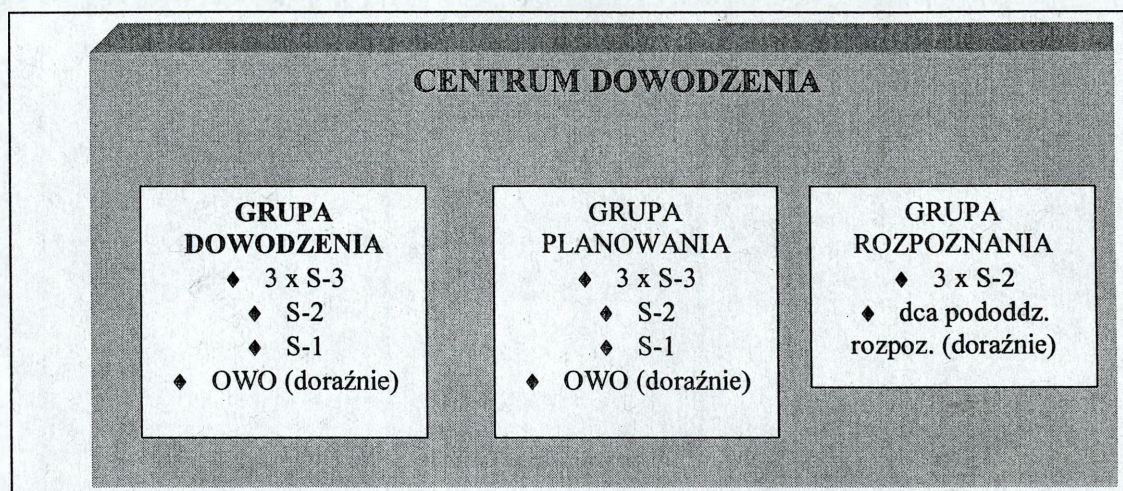 CENTRUM DOWODZENIA
GRUPA
DOWODZENIA
♦ 3 x S-3
♦ S-2
♦ S-1
♦ OWO (doraźnie)
GRUPA
PLANOWANIA
♦ 3 x S-3
♦ S-2
♦ S-1
♦ OWO (doraźnie)
GRUPA
ROZPOZNANIA
♦ 3 x S-2
♦ dca pododdz.
rozpoz. (doraźnie)